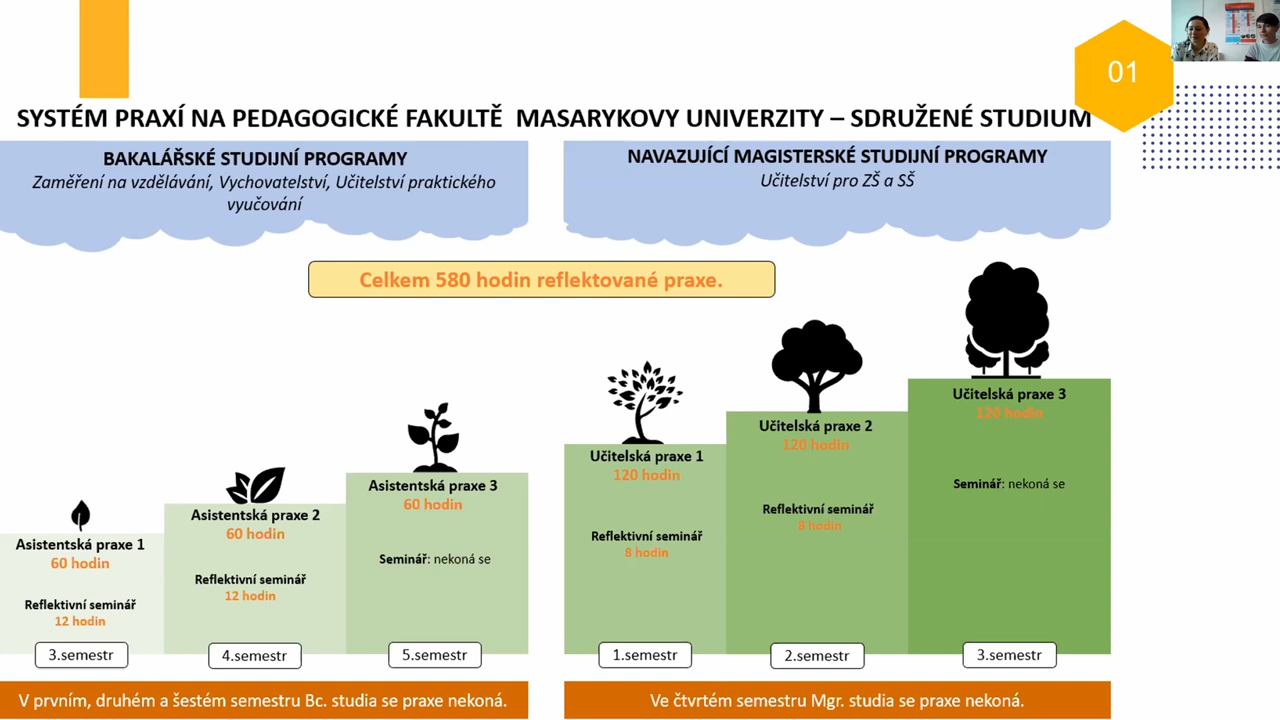 01
SYSTÉM PRAXÍ NA PEDAGOGICKÉ FAKULTĚ MASARYKOVY UNIVERZITY – SDRUŽENÉ STUDIUM
BAKALÁŘSKÉ STUDIJNÍ PROGRAMY
Zaměření na vzdělávání, Vychovatelství, Učitelství praktického
vyučování
NAVAZUJÍCÍ MAGISTERSKÉ STUDIJNÍ PROGRAMY
Učitelství pro ZŠ a SŠ
Celkem 580 hodin reflektované praxe.
Asistentská praxe 1
60 hodin
Reflektivní seminář
12 hodin
3.semestr
Asistentská praxe 2
60 hodin
Reflektivní seminář
12 hodin
4.semestr
Asistentská praxe 3
60 hodin
Seminář: nekoná se
5.semestr
Učitelská praxe 1
120 hodin
Reflektivní seminář
8 hodin
1.semestr
Učitelská praxe 2
120 hodin
Reflektivní seminář
8 hodin
2.semestr
Učitelská praxe 3
120 hodin
Seminář: nekoná se
3.semestr
V prvním, druhém a šestém semestru Bc. studia se praxe nekoná.
Ve čtvrtém semestru Mgr. studia se praxe nekoná.